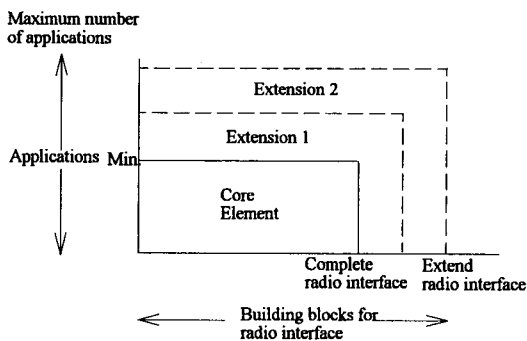 Maximum number
of applications
Extension 2
Extension 1
Applications
Min
Core
Element
Complete
radio interface
Extend
radio interface
Building blocks for
radio interface